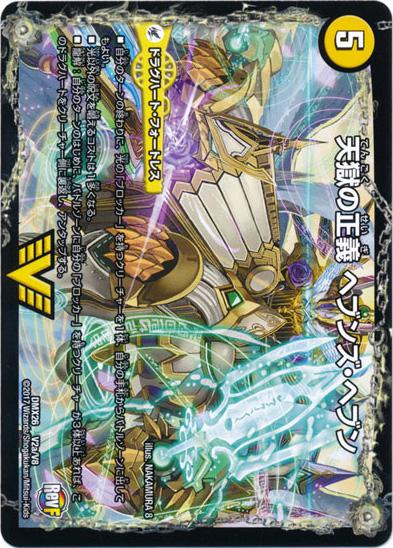 5
てんごく せいぎ
天獄の正義 ヘブンズ・ヘブン
ドラグハート・フォートレス
■自分のターンの終わりに、光の「ブロッカー」を持つクリーチャーを1体、自分の手札からバトルゾーンに出して
もよい。
■光以外の呪文を唱えるコストは1多くなる。
■龍解：自分のターンのはじめに、バトルゾーンに自分の「ブロッカー」を持つクリーチャーが3体以上あれば、こ
のドラグハートをクリーチャー側に裏返し、アンタップする。
illus. NAKAMURA 8
DMX26 V2a/V8
©2017 Wizards/Shogakukan/Mitsui-Kids
RevF